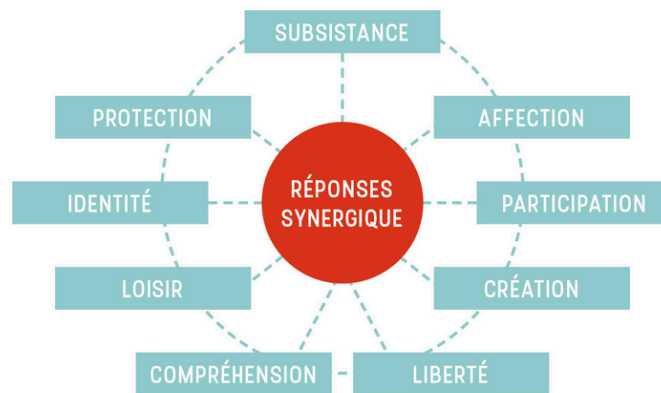 SUBSISTANCE
PROTECTION
AFFECTION
RÉPONSES
SYNERGIQUE
IDENTITÉ
PARTICIPATION
LOISIR
CRÉATION
COMPRÉHENSION
LIBERTÉ